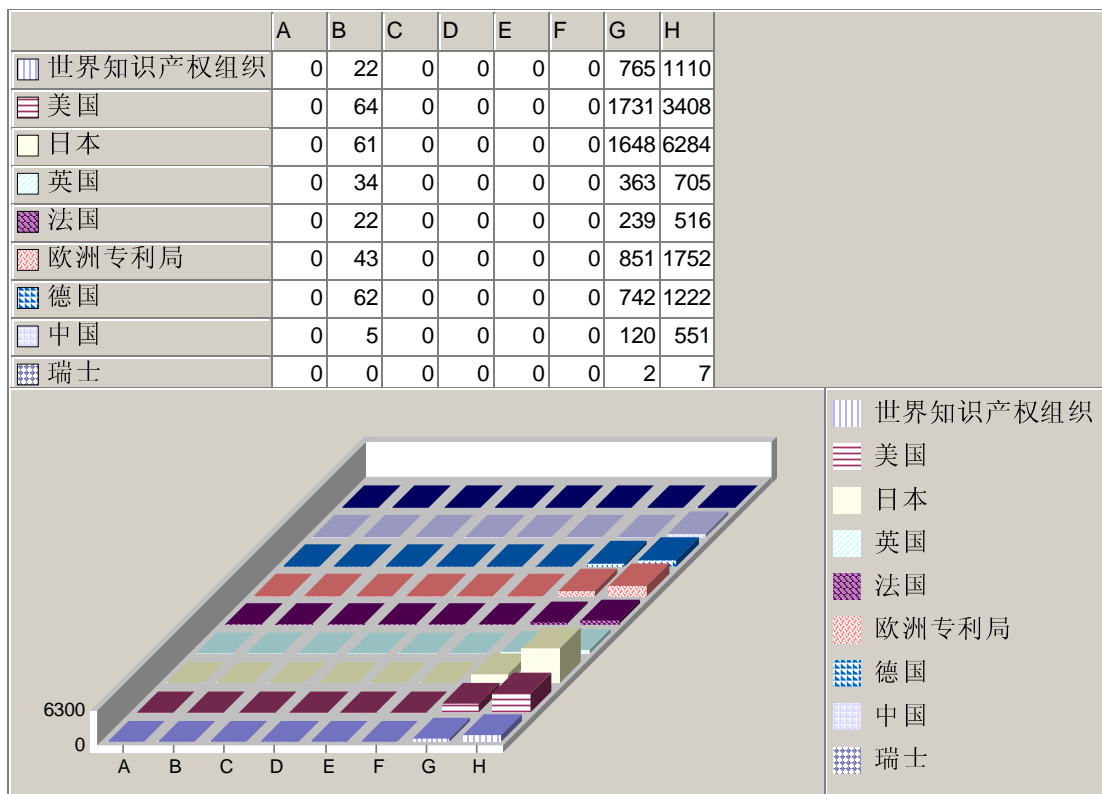 A B C D E F G H
世界知识产权组织 0 22 0 0 0 0 765 1110
美国 0 64 0 0 0 0 1731 3408
日本 0 61 0 0 0 0 1648 6284
英国 0 34 0 0 0 0 363 705
法国 0 22 0 0 0 0 239 516
欧洲专利局 0 43 0 0 0 0 851 1752
德国 0 62 0 0 0 0 742 1222
中国 0 5 0 0 0 0 120 551
瑞士 0 0 0 0 0 0 2 7
6300
0
A B C D E F G H
世界知识产权组织
美国
日本
英国
法国
欧洲专利局
德国
中国
瑞士